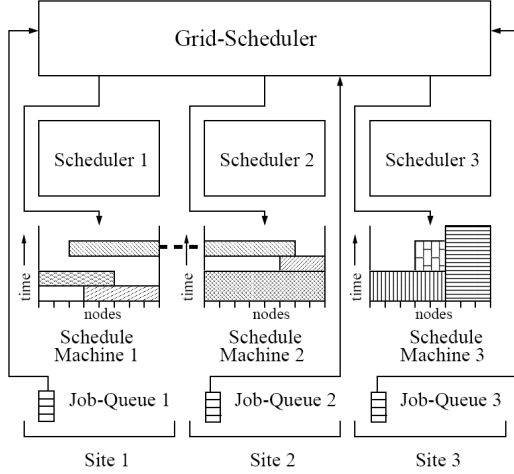 Grid-Scheduler
Scheduler 1
Scheduler 2
Scheduler 3
time
time
time
nodes
nodes
nodes
Schedule
Machine 1
Schedule
Machine 2
Schedule
Machine 3
Job-Queue 1
Job-Queue 2
Job-Queue 3
Site 1
Site 2
Site 3